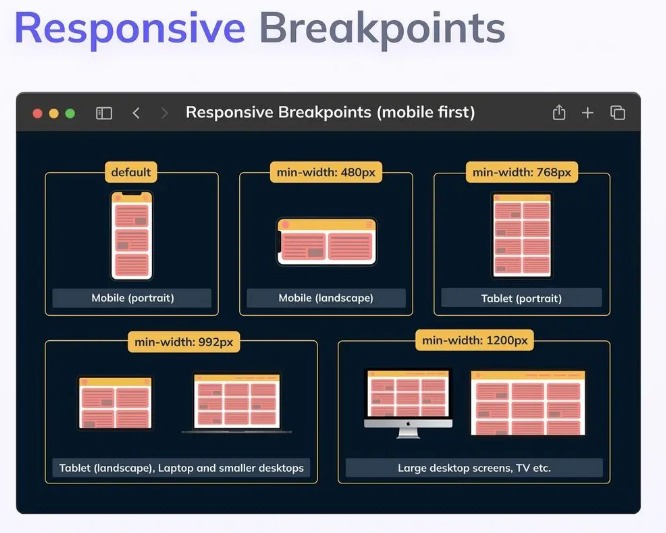 Responsive Breakpoints
Responsive Breakpoints (mobile first)
default
min-width: 480px
min-width: 768px
Mobile (portrait)
Mobile (landscape)
Tablet (portrait)
min-width: 992px
min-width: 1200px
Tablet (landscape), Laptop and smaller desktops
Large desktop screens, TV etc.